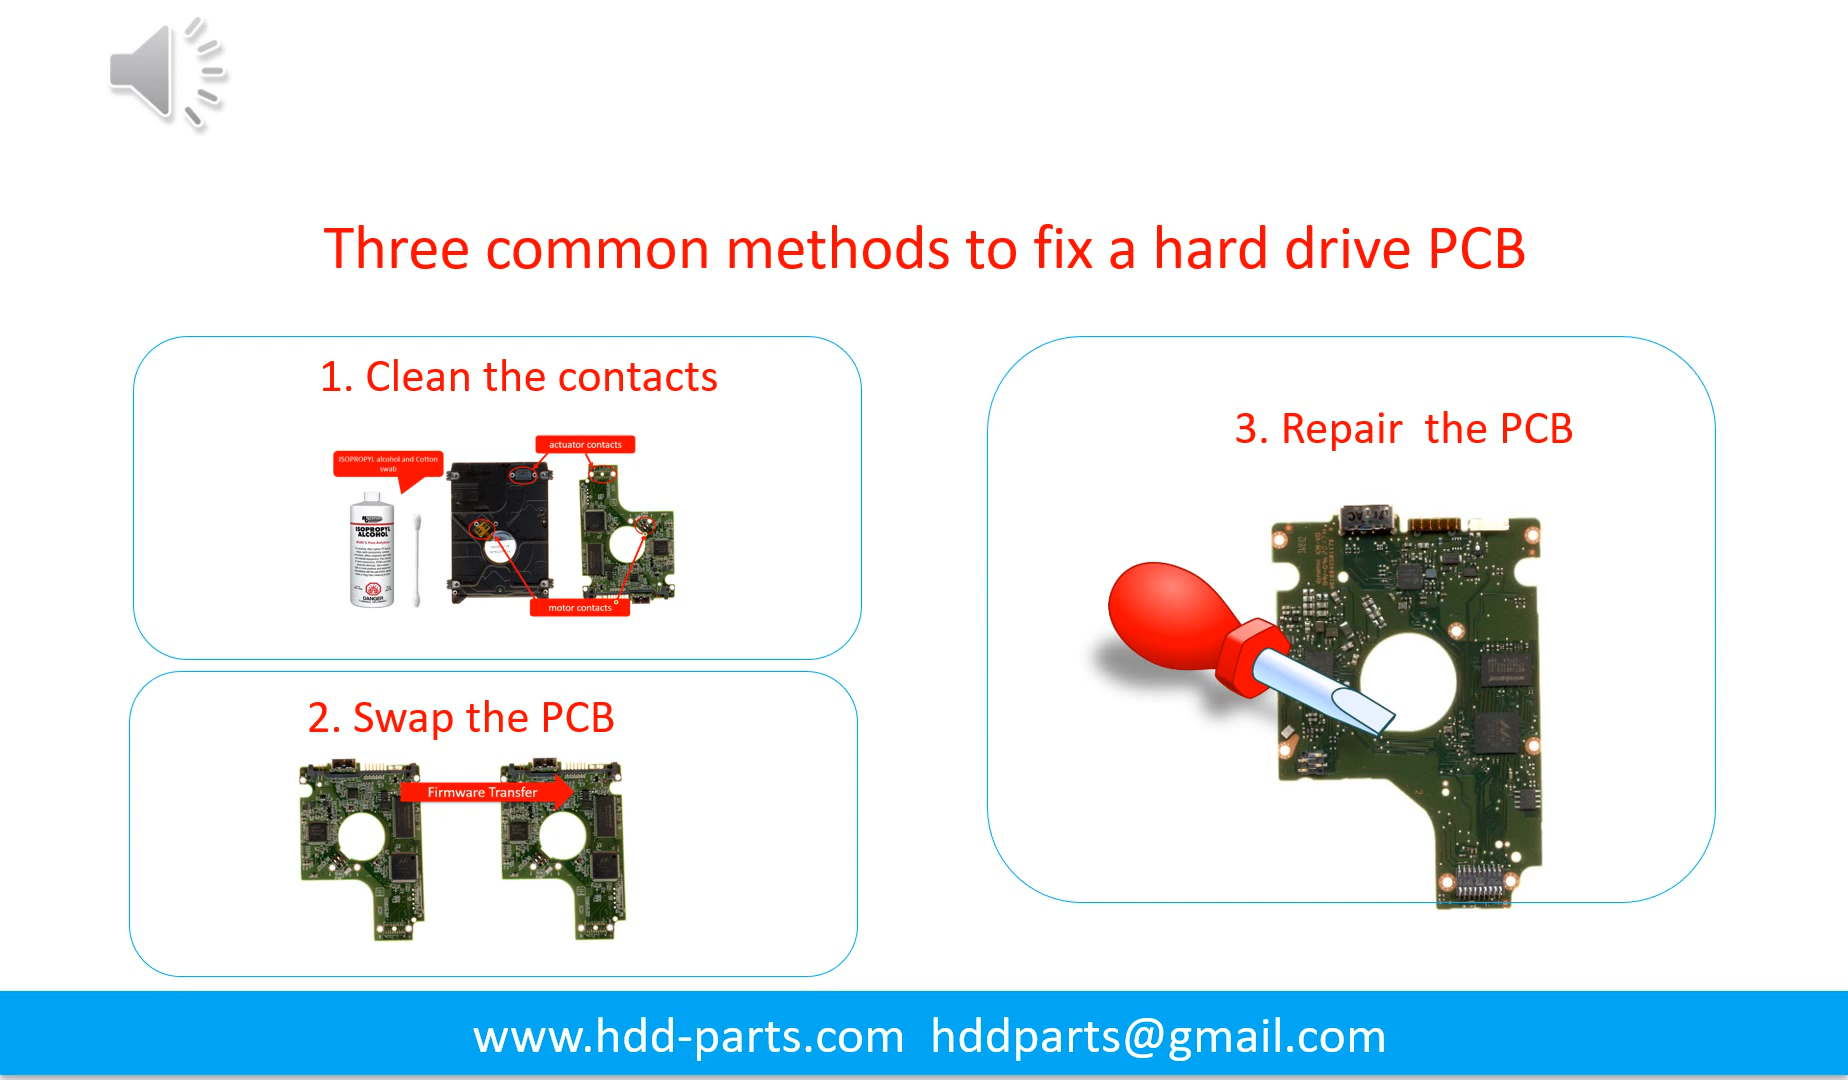 Three common methods to fix a hard drive PCB
1. Clean the contacts
ISOPROPYL alcohol and Cotton
swab
actuator contacts
ISOPROPYL
ALCOHOL
DANGER
motor contacts
2. Swap the PCB
Firmware Transfer
3. Repair the PCB
www.hdd-parts.com hddparts@gmail.com